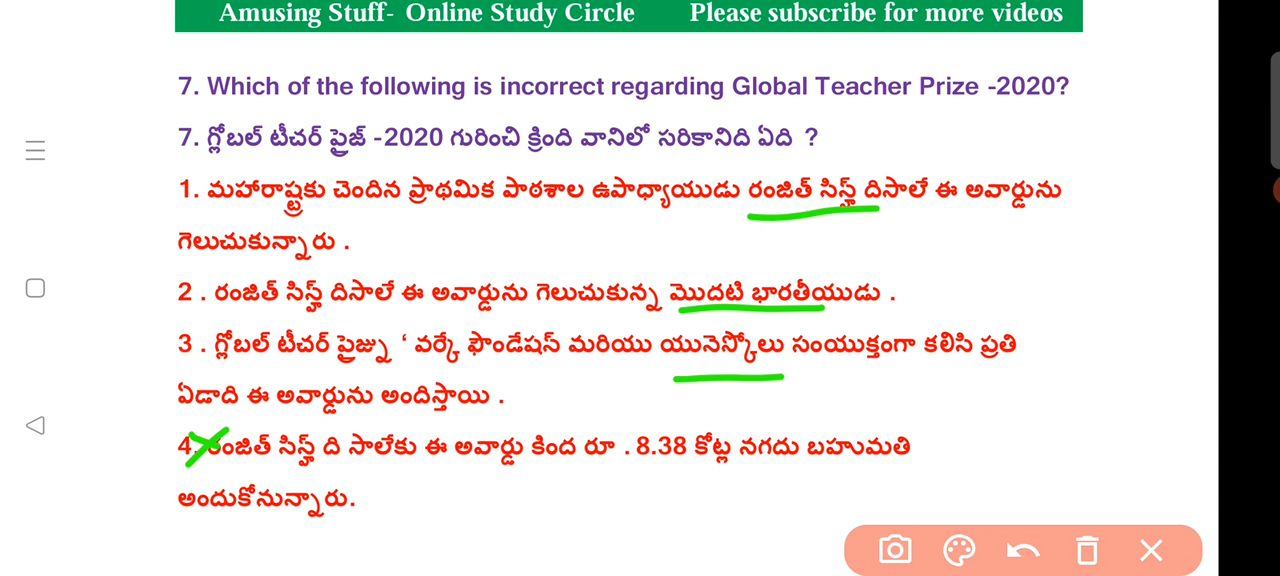 Amusing Stuff- Online Study Circle Please subscribe for more videos
7. Which of the following is incorrect regarding Global Teacher Prize -2020?
7. గ్లోబల్ టీచర్ ప్రైజ్ -2020 గురించి క్రింది వానిలో సరికానిది ఏది ?
1. మహారాష్ట్రకు చెందిన ప్రాథమిక పాఠశాల ఉపాధ్యాయుడు రంజిత్ సిన్హ్ దిసాలే ఈ అవార్డును
గెలుచుకున్నారు .
2 . రంజిత్ సిన్హ్ దిసాలే ఈ అవార్డును గెలుచుకున్న మొదటి భారతీయుడు .
3 . గ్లోబల్ టీచర్ ప్రైజ్ను ‘ వర్కే ఫౌండేషన్ మరియు యునెస్కోలు సంయుక్తంగా కలిసి ప్రతి
ఏడాది ఈ అవార్డును అందిస్తాయి .
4. రంజిత్ సిన్హ్ ది సాలేకు ఈ అవార్డు కింద రూ . 8.38 కోట్ల నగదు బహుమతి
అందుకోనున్నారు.